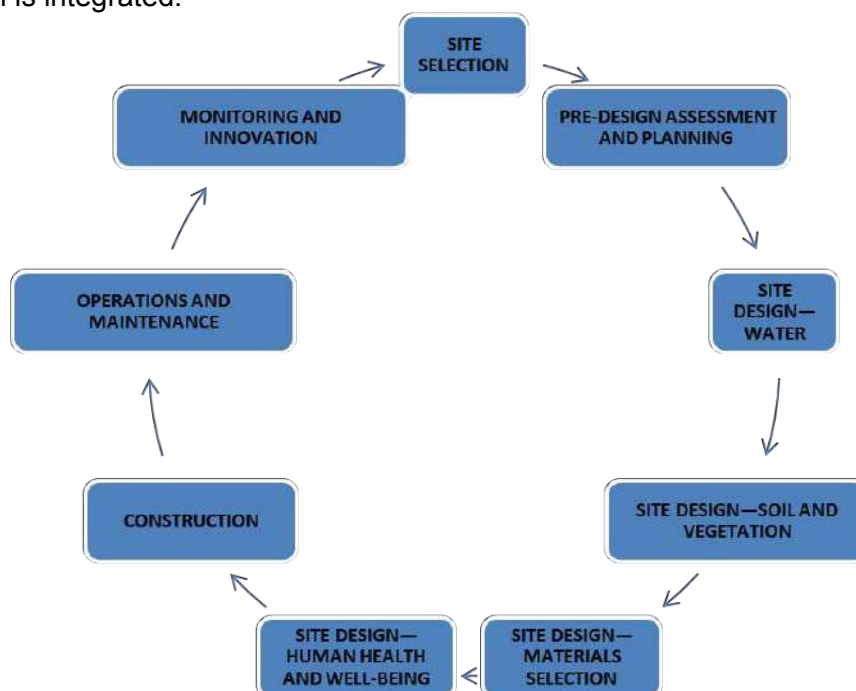 is integrated.
SITE
SELECTION
PRE-DESIGN ASSESSMENT
AND PLANNING
SITE
DESIGN—
WATER
SITE DESIGN—SOIL AND
VEGETATION
SITE DESIGN—
MATERIALS
SELECTION
SITE DESIGN—
HUMAN HEALTH
AND WELL-BEING
CONSTRUCTION
OPERATIONS AND
MAINTENANCE
MONITORING AND
INNOVATION